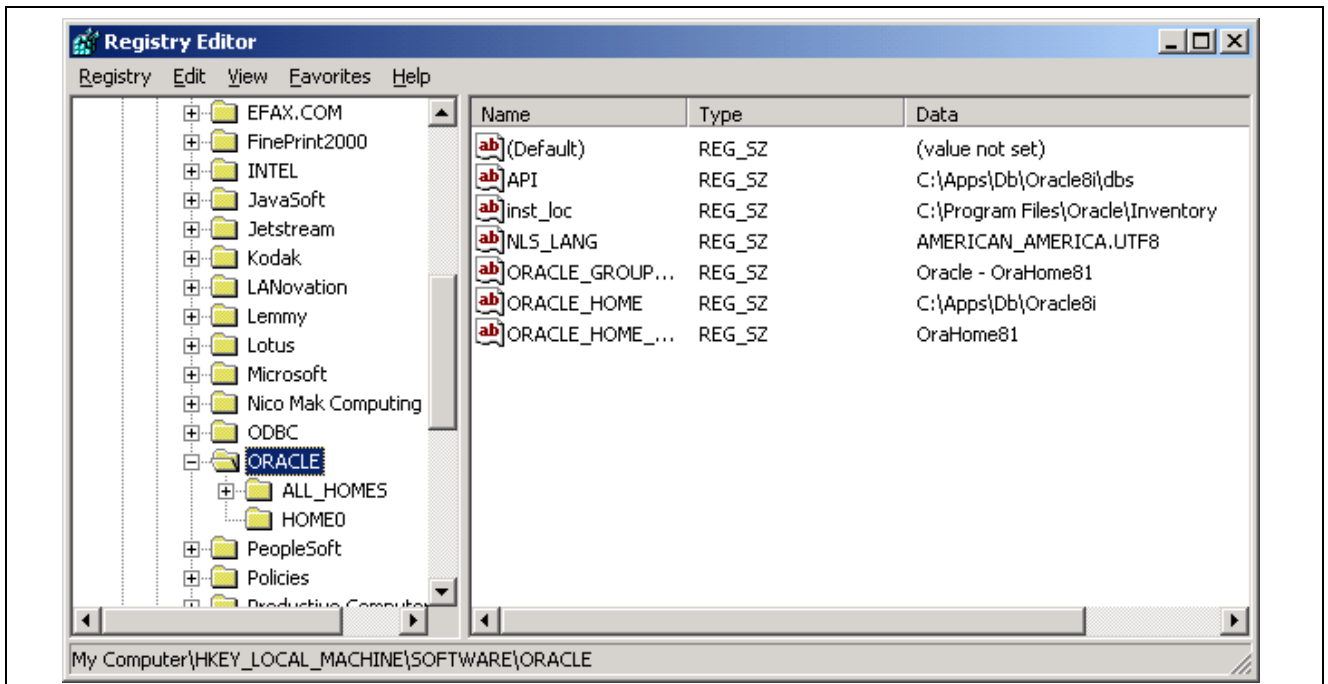 Registry Editor
Registry Edit View Favorites Help
EFAX.COM
FinePrint2000
INTEL
JavaSoft
Jetstream
Kodak
LANovation
Lemmy
Lotus
Microsoft
Nico Mak Computing
ODBC
ORACLE
ALL_HOMES
HOME0
PeopleSoft
Policies
Productive Computer
Name Type Data
(Default) REG_SZ (value not set)
API REG_SZ C:\Apps\Db\Oracle8i\dbs
inst_loc REG_SZ C:\Program Files\Oracle\Inventory
NLS_LANG REG_SZ AMERICAN_AMERICA.UTF8
ORACLE_GROUP... REG_SZ Oracle - OraHome81
ORACLE_HOME REG_SZ C:\Apps\Db\Oracle8i
ORACLE_HOME_... REG_SZ OraHome81
My Computer\HKEY_LOCAL_MACHINE\SOFTWARE\ORACLE